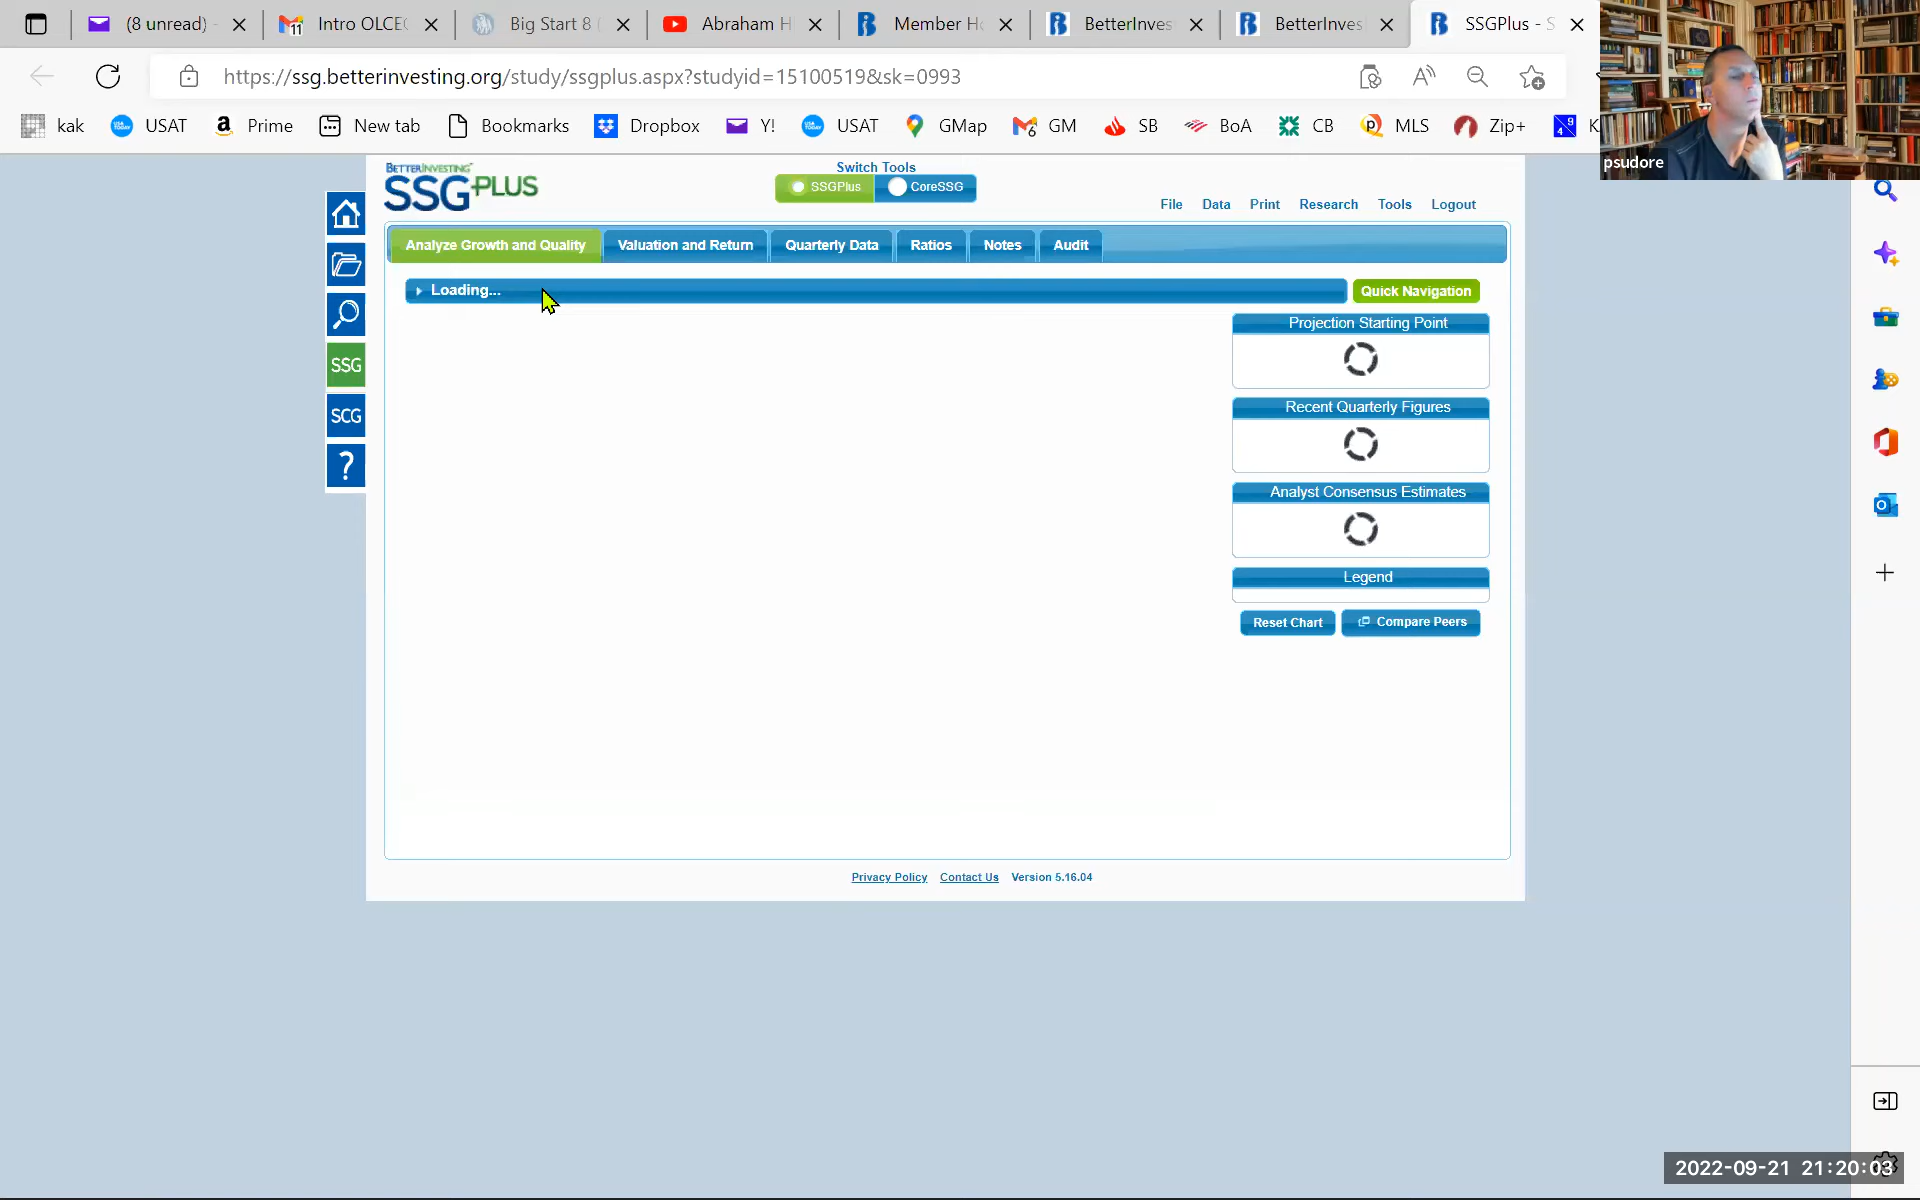 (8 unread) -
Intro OLCE
Big Start 8
Abraham H
Member H
BetterInves
BetterInves
SSGPlus - S
https://ssg.betterinvesting.org/study/ssgplus.aspx?studyid=15100519&sk=0993
kak
USAT
Prime
New tab
Bookmarks
Dropbox
Y!
USAT
GMap
GM
SB
BoA
CB
MLS
Zip+
K
psudore
BETTERINVESTING
SSGPLUS
Switch Tools
SSGPlus
CoreSSG
File
Data
Print
Research
Tools
Logout
Analyze Growth and Quality
Valuation and Return
Quarterly Data
Ratios
Notes
Audit
Loading...
Quick Navigation
Projection Starting Point
Recent Quarterly Figures
Analyst Consensus Estimates
Legend
Reset Chart
Compare Peers
SSG
SCG
?
Privacy Policy
Contact Us
Version 5.16.04
2022-09-21 21:20:03